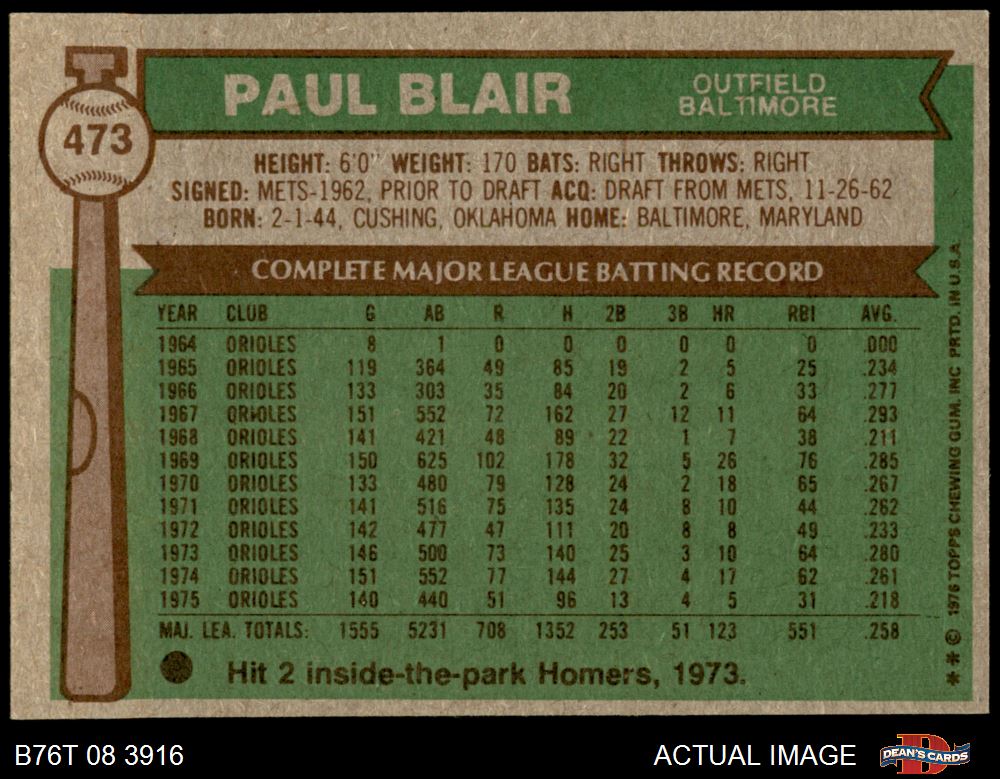 PAUL BLAIR
OUTFIELD
BALTIMORE
473
HEIGHT: 6'0" WEIGHT: 170 BATS: RIGHT THROWS: RIGHT
SIGNED: METS-1962, PRIOR TO DRAFT ACQ: DRAFT FROM METS, 11-26-62
BORN: 2-1-44, CUSHING, OKLAHOMA HOME: BALTIMORE, MARYLAND
COMPLETE MAJOR LEAGUE BATTING RECORD
YEAR CLUB G AB R H 2B 3B HR RBI AVG.
1964 ORIOLES 8 1 0 0 0 0 0 0 .000
1965 ORIOLES 119 364 49 85 19 2 5 25 .234
1966 ORIOLES 133 303 35 84 20 2 6 33 .277
1967 ORIOLES 151 552 72 162 27 12 11 64 .293
1968 ORIOLES 141 421 48 89 22 1 7 38 .211
1969 ORIOLES 150 625 102 178 32 5 26 76 .285
1970 ORIOLES 133 480 79 128 24 2 18 65 .267
1971 ORIOLES 141 516 75 135 24 8 10 44 .262
1972 ORIOLES 142 477 47 111 20 8 8 49 .233
1973 ORIOLES 146 500 73 140 25 3 10 64 .280
1974 ORIOLES 151 552 77 144 27 4 17 62 .261
1975 ORIOLES 140 440 51 96 13 4 5 31 .218
MAJ. LEA. TOTALS: 1555 5231 708 1352 253 51 123 551 .258
Hit 2 inside-the-park Homers, 1973.
** © 1976 TOPPS CHEWING GUM, INC PRTD. IN U.S.A.
B76T 08 3916
ACTUAL IMAGE
DEAN'S CARDS